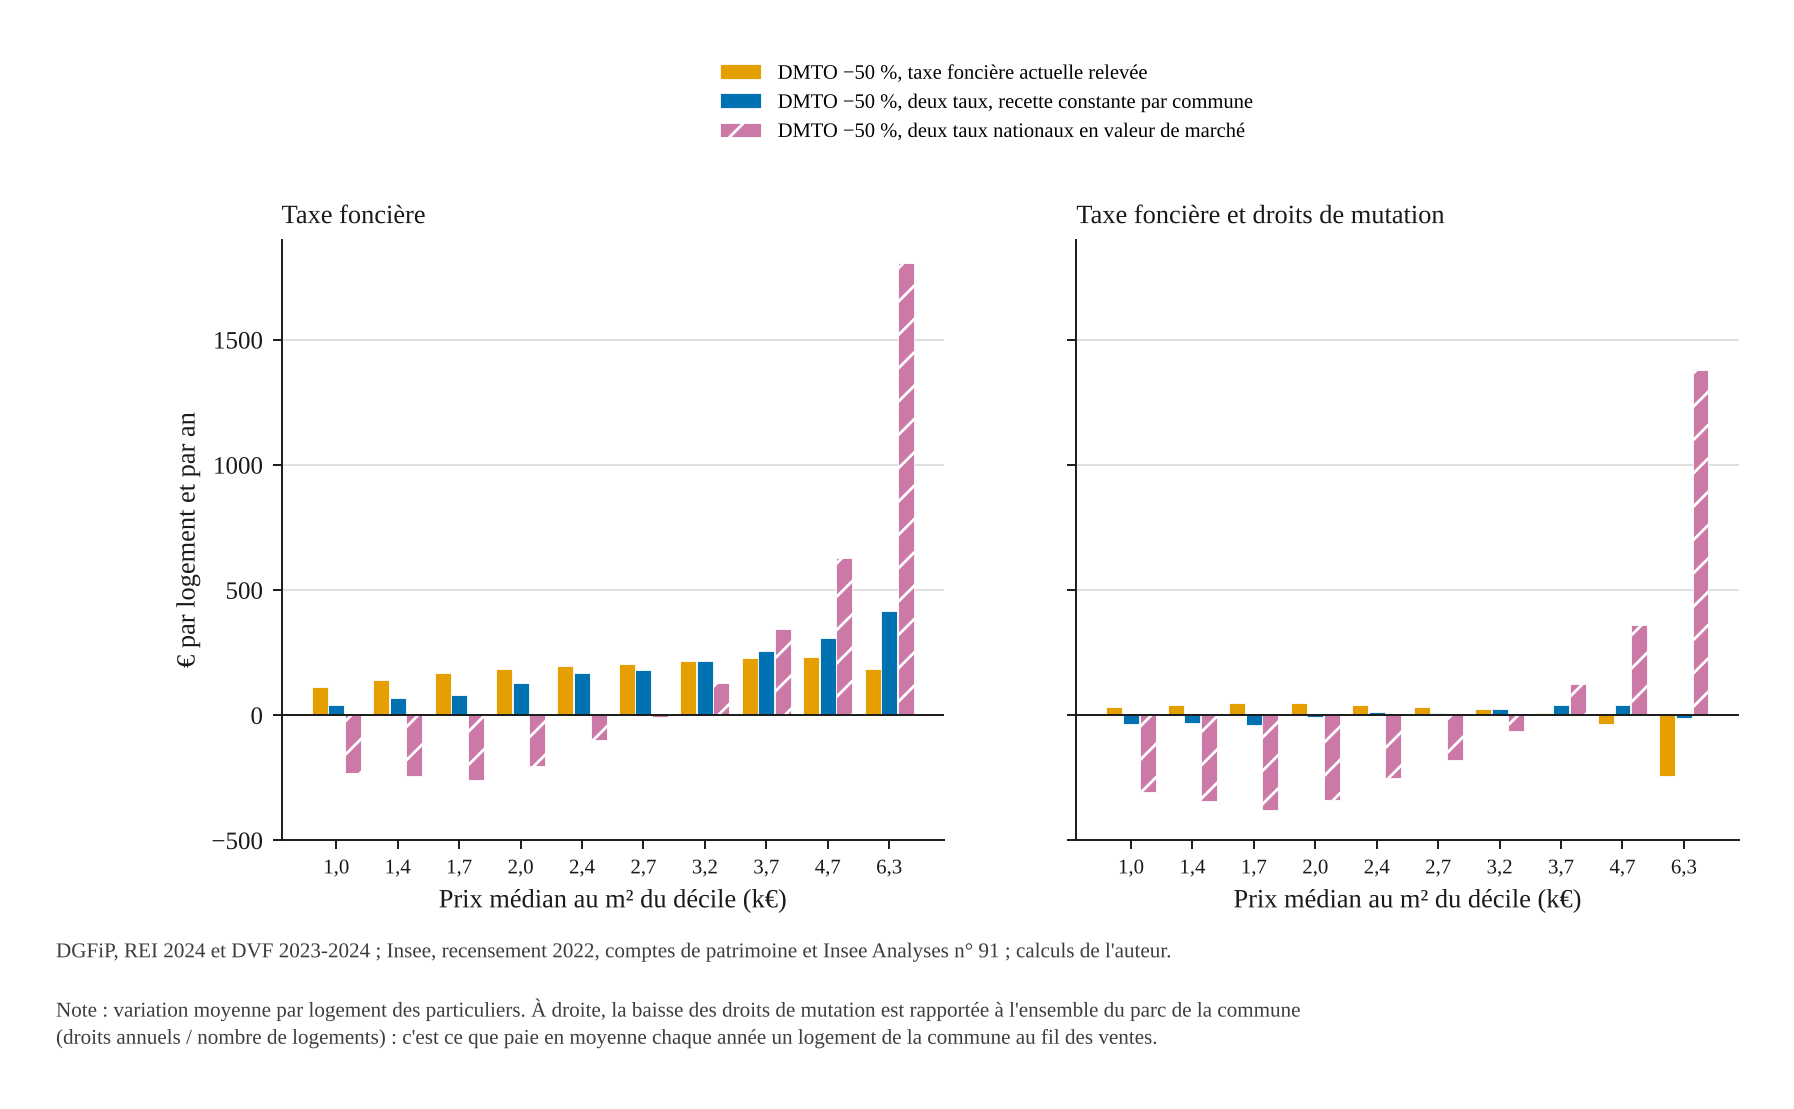 DMTO −50 %, taxe foncière actuelle relevée
DMTO −50 %, deux taux, recette constante par commune
DMTO −50 %, deux taux nationaux en valeur de marché
Taxe foncière
€ par logement et par an
1500
1000
500
0
−500
1,0 1,4 1,7 2,0 2,4 2,7 3,2 3,7 4,7 6,3
Prix médian au m² du décile (k€)
Taxe foncière et droits de mutation
1,0 1,4 1,7 2,0 2,4 2,7 3,2 3,7 4,7 6,3
Prix médian au m² du décile (k€)
DGFiP, REI 2024 et DVF 2023-2024 ; Insee, recensement 2022, comptes de patrimoine et Insee Analyses n° 91 ; calculs de l'auteur.
Note : variation moyenne par logement des particuliers. À droite, la baisse des droits de mutation est rapportée à l'ensemble du parc de la commune
(droits annuels / nombre de logements) : c'est ce que paie en moyenne chaque année un logement de la commune au fil des ventes.